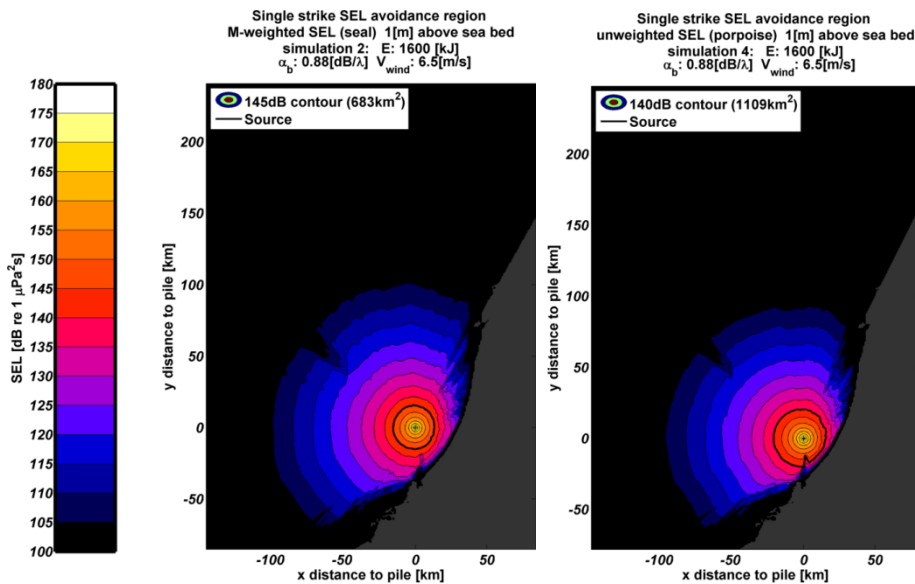 Single strike SEL avoidance region
M-weighted SEL (seal) 1[m] above sea bed
simulation 2: E: 1600 [kJ]
αb: 0.88[dB/λ] Vwind: 6.5[m/s]
Single strike SEL avoidance region
unweighted SEL (porpoise) 1[m] above sea bed
simulation 4: E: 1600 [kJ]
αb: 0.88[dB/λ] Vwind: 6.5[m/s]
180
175
170
165
160
155
150
145
140
135
130
125
120
115
110
105
100
SEL [dB re 1 μPa²s]
145dB contour (683km²)
Source
200
150
100
50
0
-50
y distance to pile [km]
-100
-50
0
50
x distance to pile [km]
140dB contour (1109km²)
Source
200
150
100
50
0
-50
y distance to pile [km]
-100
-50
0
50
x distance to pile [km]